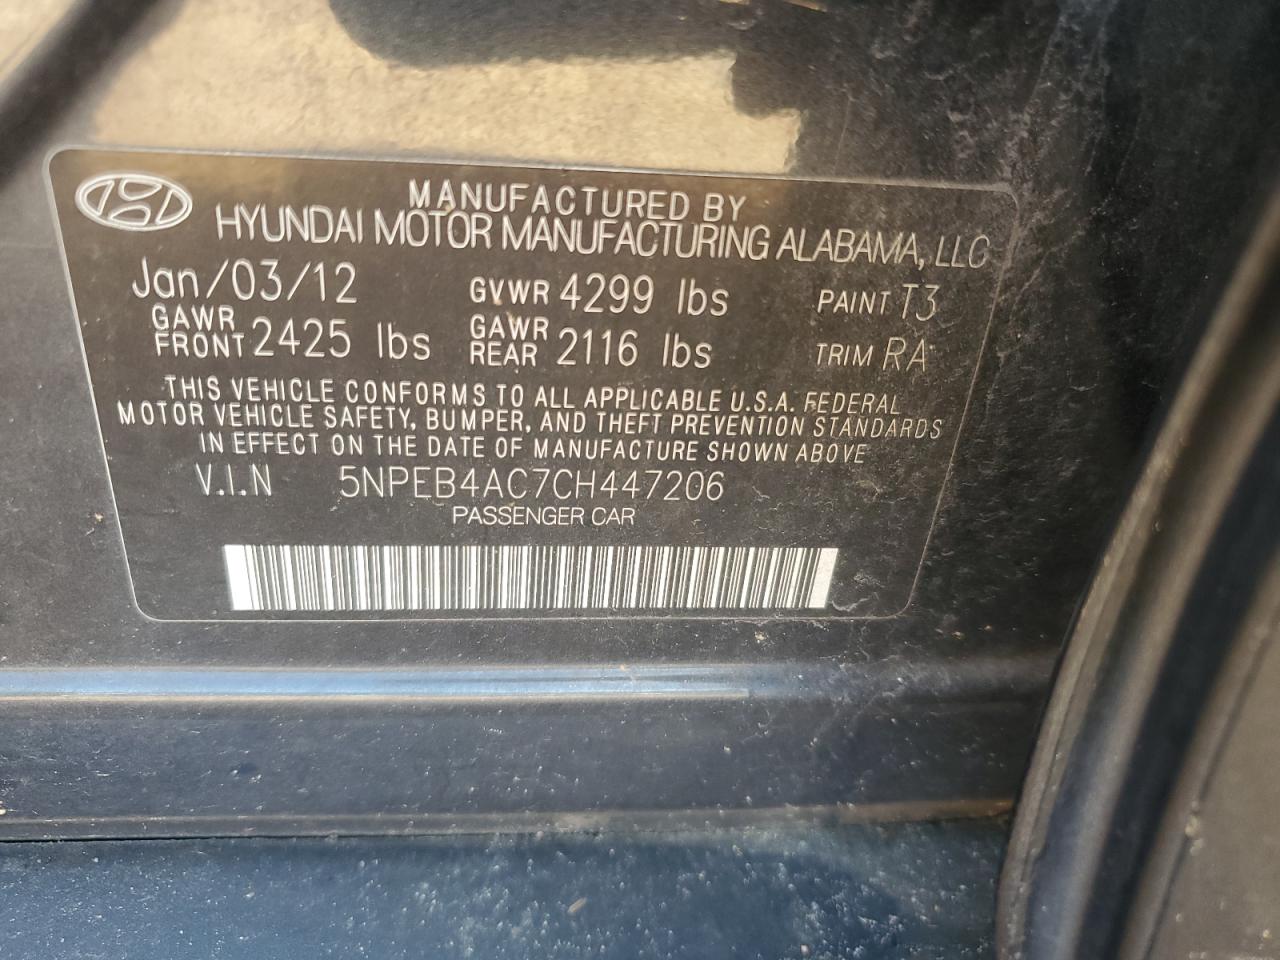 MANUFACTURED BY
HYUNDAI MOTOR MANUFACTURING ALABAMA, LLC
Jan/03/12 GVWR 4299 lbs PAINT T3
GAWR FRONT 2425 lbs GAWR REAR 2116 lbs TRIM RA
THIS VEHICLE CONFORMS TO ALL APPLICABLE U.S.A. FEDERAL
MOTOR VEHICLE SAFETY, BUMPER, AND THEFT PREVENTION STANDARDS
IN EFFECT ON THE DATE OF MANUFACTURE SHOWN ABOVE
V.I.N 5NPEB4AC7CH447206
PASSENGER CAR